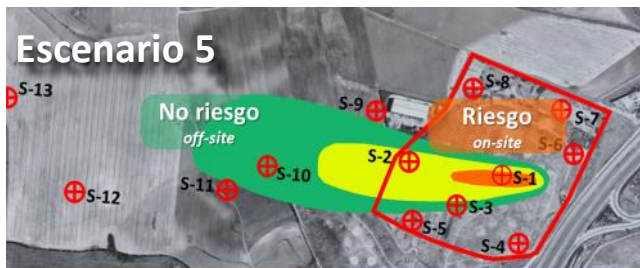 Escenario 5
S-13
S-8
S-9
No riesgo
off-site
Riesgo
on-site
S-7
S-6
S-2
S-10
S-1
S-11
S-12
S-3
S-5
S-4